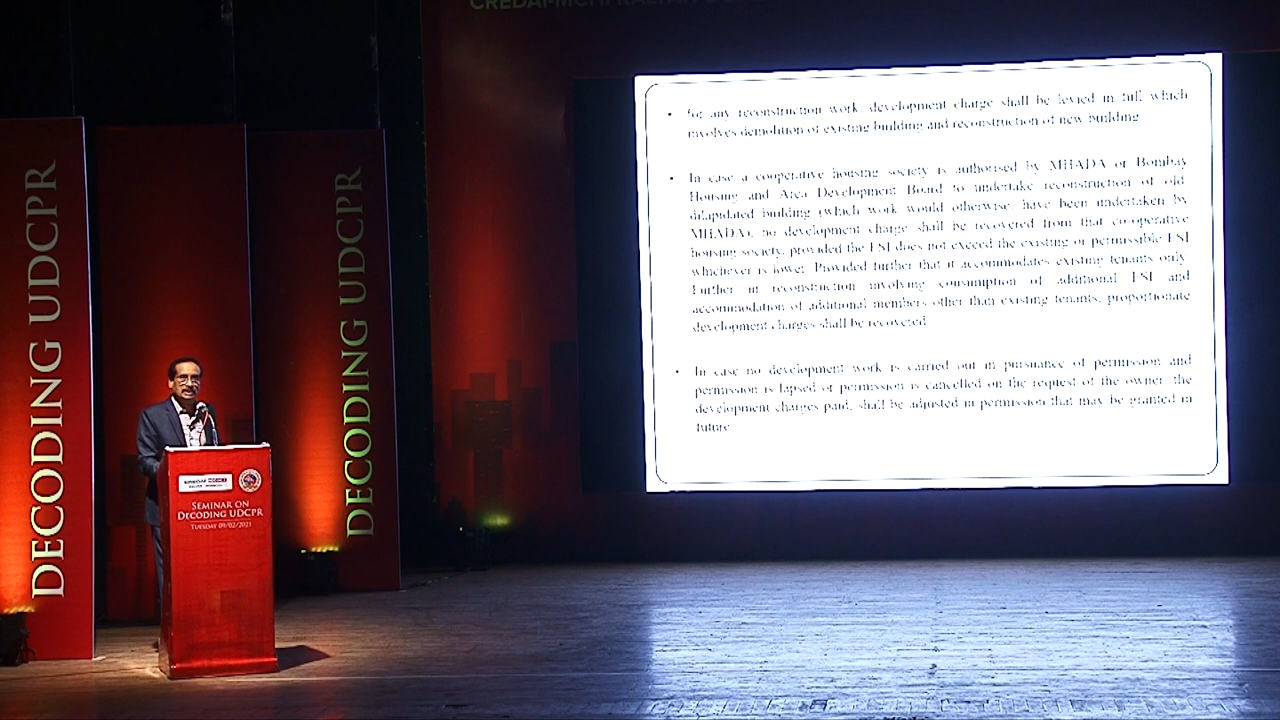 CREDAI-MCHI
DECODING UDCPR
DECODING UDCPR
for any reconstruction work, development charge shall be levied in full which
involves demolition of existing building and reconstruction of new building.
In case a cooperative housing society is authorised by MHADA or Bombay
Housing and Area Development Board to undertake reconstruction of old,
dilapidated building (which work would otherwise have been undertaken by
MHADA), no development charge shall be recovered from that co-operative
housing society, provided the FSI does not exceed the existing or permissible FSI
whichever is lower. Provided further that it accommodates existing tenants only.
Further in reconstruction involving consumption of additional FSI and
accommodation of additional members other than existing tenants, proportionate
development charges shall be recovered.
In case no development work is carried out in pursuance of permission and
permission is lapsed or permission is cancelled on the request of the owner, the
development charges paid, shall be adjusted in permission that may be granted in
future.
SEMINAR ON
DECODING UDCPR
TUESDAY 09/02/2021